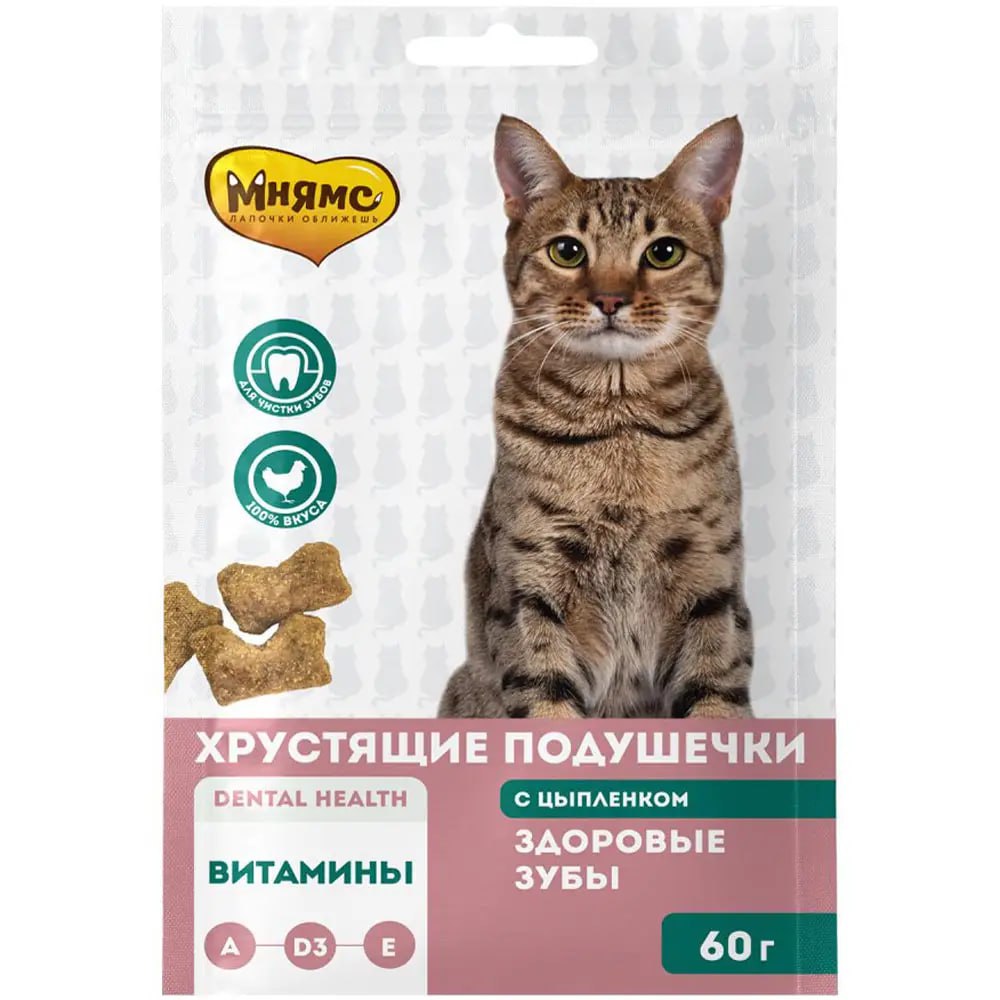 Мнямс
ЛАПОЧКИ ОБЛИЖЕШЬ
ДЛЯ ЧИСТКИ ЗУБОВ
100% ВКУСА
ХРУСТЯЩИЕ ПОДУШЕЧКИ
DENTAL HEALTH
ВИТАМИНЫ
A D3 E
С ЦЫПЛЕНКОМ
ЗДОРОВЫЕ
ЗУБЫ
60 г